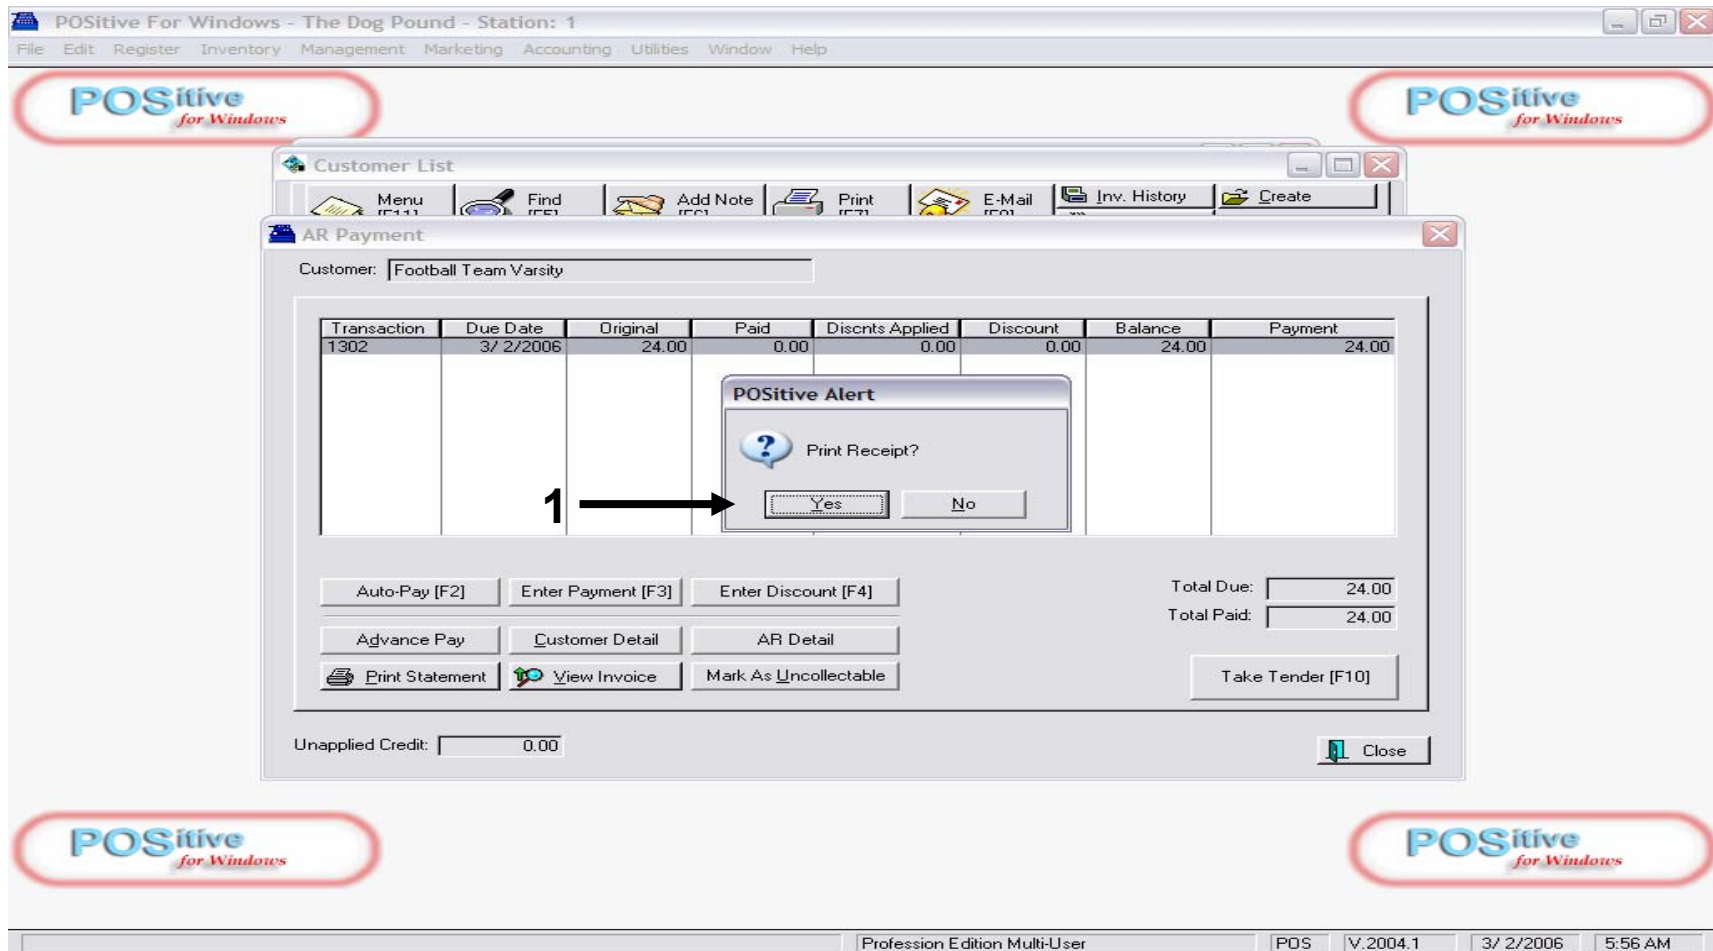 POSitive For Windows - The Dog Pound - Station: 1
File Edit Register Inventory Management Marketing Accounting Utilities Window Help
POSitive for Windows
POSitive for Windows
Customer List
Menu Find Add Note Print E-Mail Inv. History Create
AR Payment
Customer: Football Team Varsity
Transaction Due Date Original Paid Discnts Applied Discount Balance Payment
1302 3/ 2/2006 24.00 0.00 0.00 0.00 24.00 24.00
POSitive Alert
Print Receipt?
1 Yes No
Auto-Pay [F2] Enter Payment [F3] Enter Discount [F4] Total Due: 24.00
Total Paid: 24.00
Advance Pay Customer Detail AR Detail
Print Statement View Invoice Mark As Uncollectable Take Tender [F10]
Unapplied Credit: 0.00 Close
POSitive for Windows
POSitive for Windows
Profession Edition Multi-User POS V.2004.1 3/ 2/2006 5:56 AM